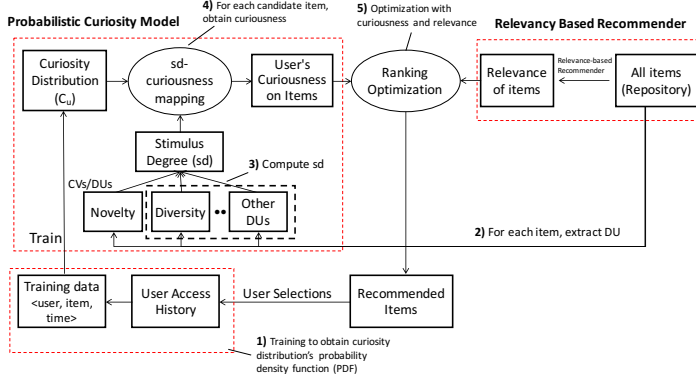 Probabilistic Curiosity Model
4) For each candidate item,
obtain curiousness
5) Optimization with
curiousness and relevance
Relevancy Based Recommender
Curiosity
Distribution
(Cu)
sd-
curiousness
mapping
User's
Curiousness
on Items
Ranking
Optimization
Relevance
of items
Relevance-based
Recommender
All items
(Repository)
Stimulus
Degree (sd)
3) Compute sd
CVs/DUs
Novelty
Diversity
••
Other
DUs
Train
2) For each item, extract DU
Training data
<user, item,
time>
User Access
History
User Selections
Recommended
Items
1) Training to obtain curiosity
distribution's probability
density function (PDF)